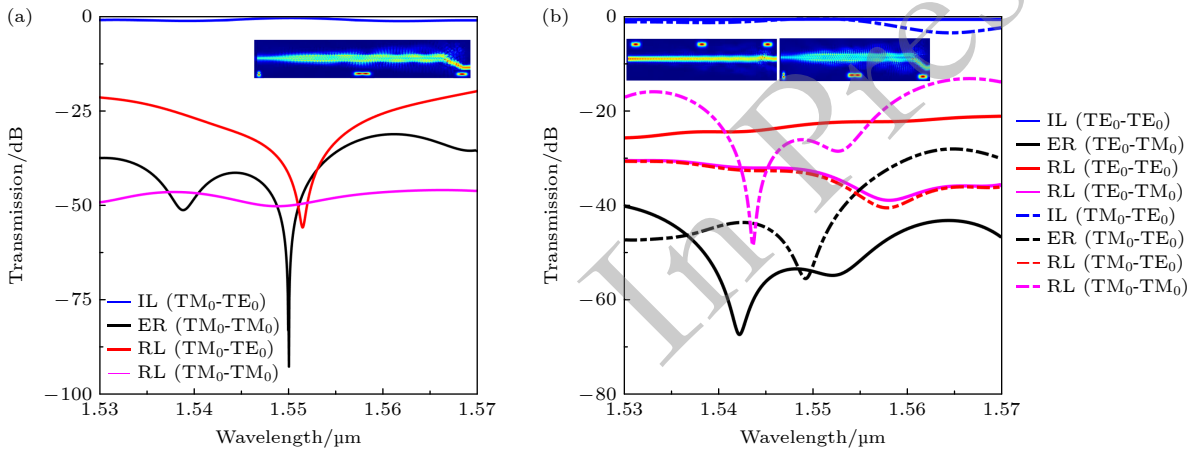 (a)
0
−25
−50
−75
−100
Transmission/dB
IL (TM₀-TE₀)
ER (TM₀-TM₀)
RL (TM₀-TE₀)
RL (TM₀-TM₀)
1.53 1.54 1.55 1.56 1.57
Wavelength/µm
(b)
0
−20
−40
−60
−80
Transmission/dB
1.53 1.54 1.55 1.56 1.57
Wavelength/µm
IL (TE₀-TE₀)
ER (TE₀-TM₀)
RL (TE₀-TE₀)
RL (TE₀-TM₀)
IL (TM₀-TE₀)
ER (TM₀-TE₀)
RL (TM₀-TE₀)
RL (TM₀-TM₀)
In Pre